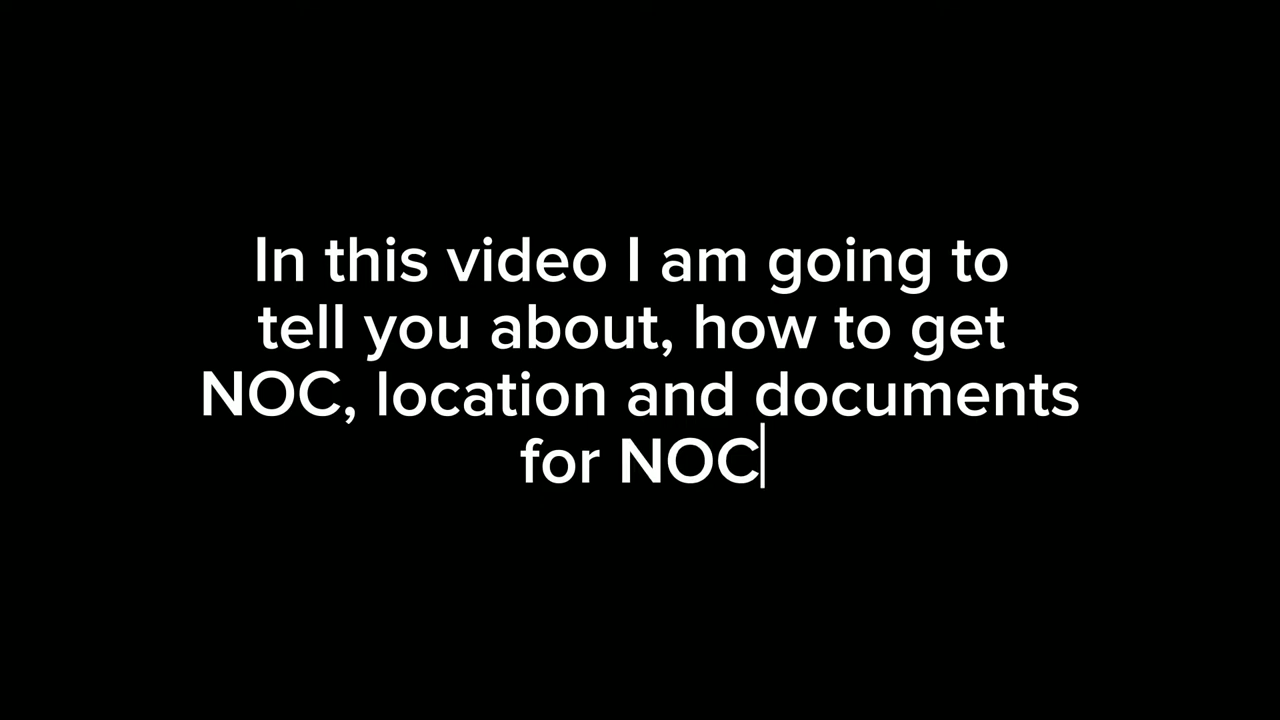 In this video I am going to
tell you about, how to get
NOC, location and documents
for NOC